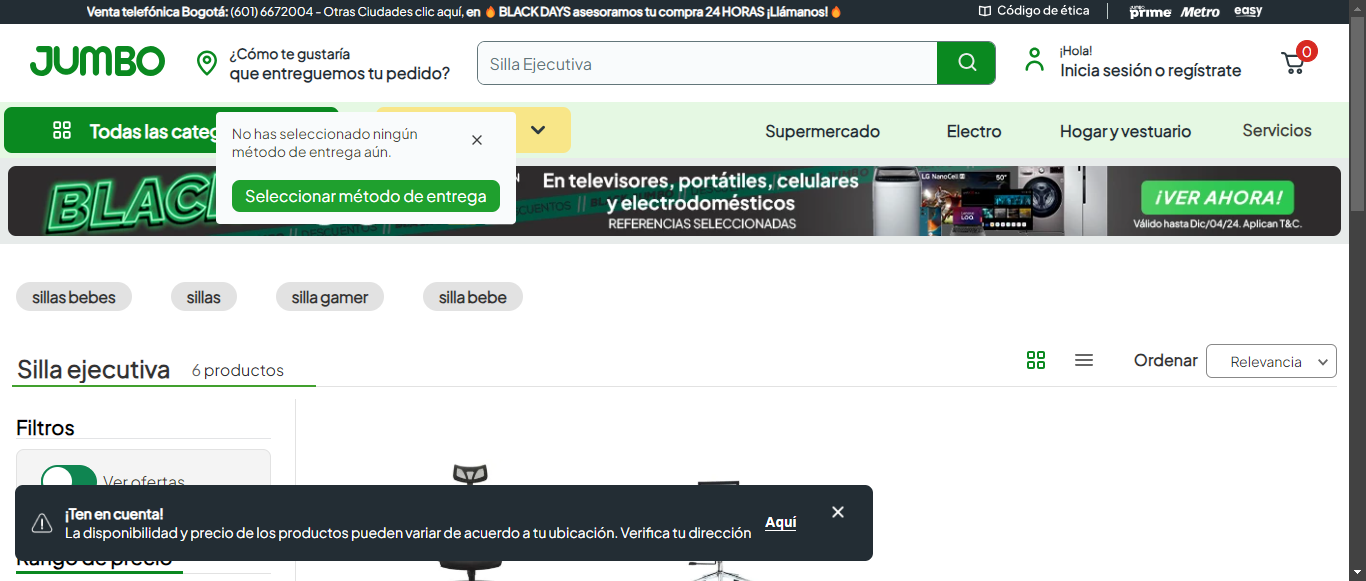 Venta telefónica Bogotá: (601) 6672004 - Otras Ciudades clic aquí, en 🔥 BLACK DAYS asesoramos tu compra 24 HORAS ¡Llámanos!🔥
Código de ética
JUMBO prime
Metro
easy
JUMBO
¿Cómo te gustaría
que entreguemos tu pedido?
Silla Ejecutiva
¡Hola!
Inicia sesión o regístrate
0
Todas las categ
Supermercado
Electro
Hogar y vestuario
Servicios
No has seleccionado ningún
método de entrega aún.
Seleccionar método de entrega
BLAC
En televisores, portátiles, celulares
y electrodomésticos
REFERENCIAS SELECCIONADAS
LG NanoCell
50"
¡VER AHORA!
Válido hasta Dic/04/24. Aplican T&C.
sillas bebes
sillas
silla gamer
silla bebe
Silla ejecutiva
6 productos
Ordenar
Relevancia
Filtros
Ver ofertas
¡Ten en cuenta!
La disponibilidad y precio de los productos pueden variar de acuerdo a tu ubicación. Verifica tu dirección
Aquí
Rango de precio